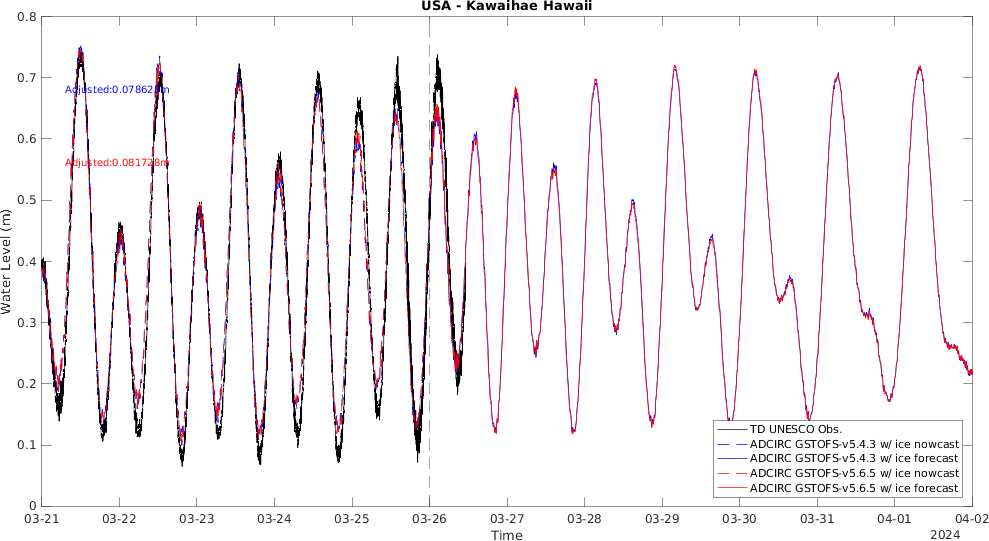 USA - Kawaihae Hawaii
0.8
0.7
0.6
0.5
0.4
0.3
0.2
0.1
0
Water Level (m)
Adjusted:0.078625m
Adjusted:0.081728m
TD UNESCO Obs.
ADCIRC GSTOFS-v5.4.3 w/ ice nowcast
ADCIRC GSTOFS-v5.4.3 w/ ice forecast
ADCIRC GSTOFS-v5.6.5 w/ ice nowcast
ADCIRC GSTOFS-v5.6.5 w/ ice forecast
03-21 03-22 03-23 03-24 03-25 03-26 03-27 03-28 03-29 03-30 03-31 04-01 04-02
Time
2024